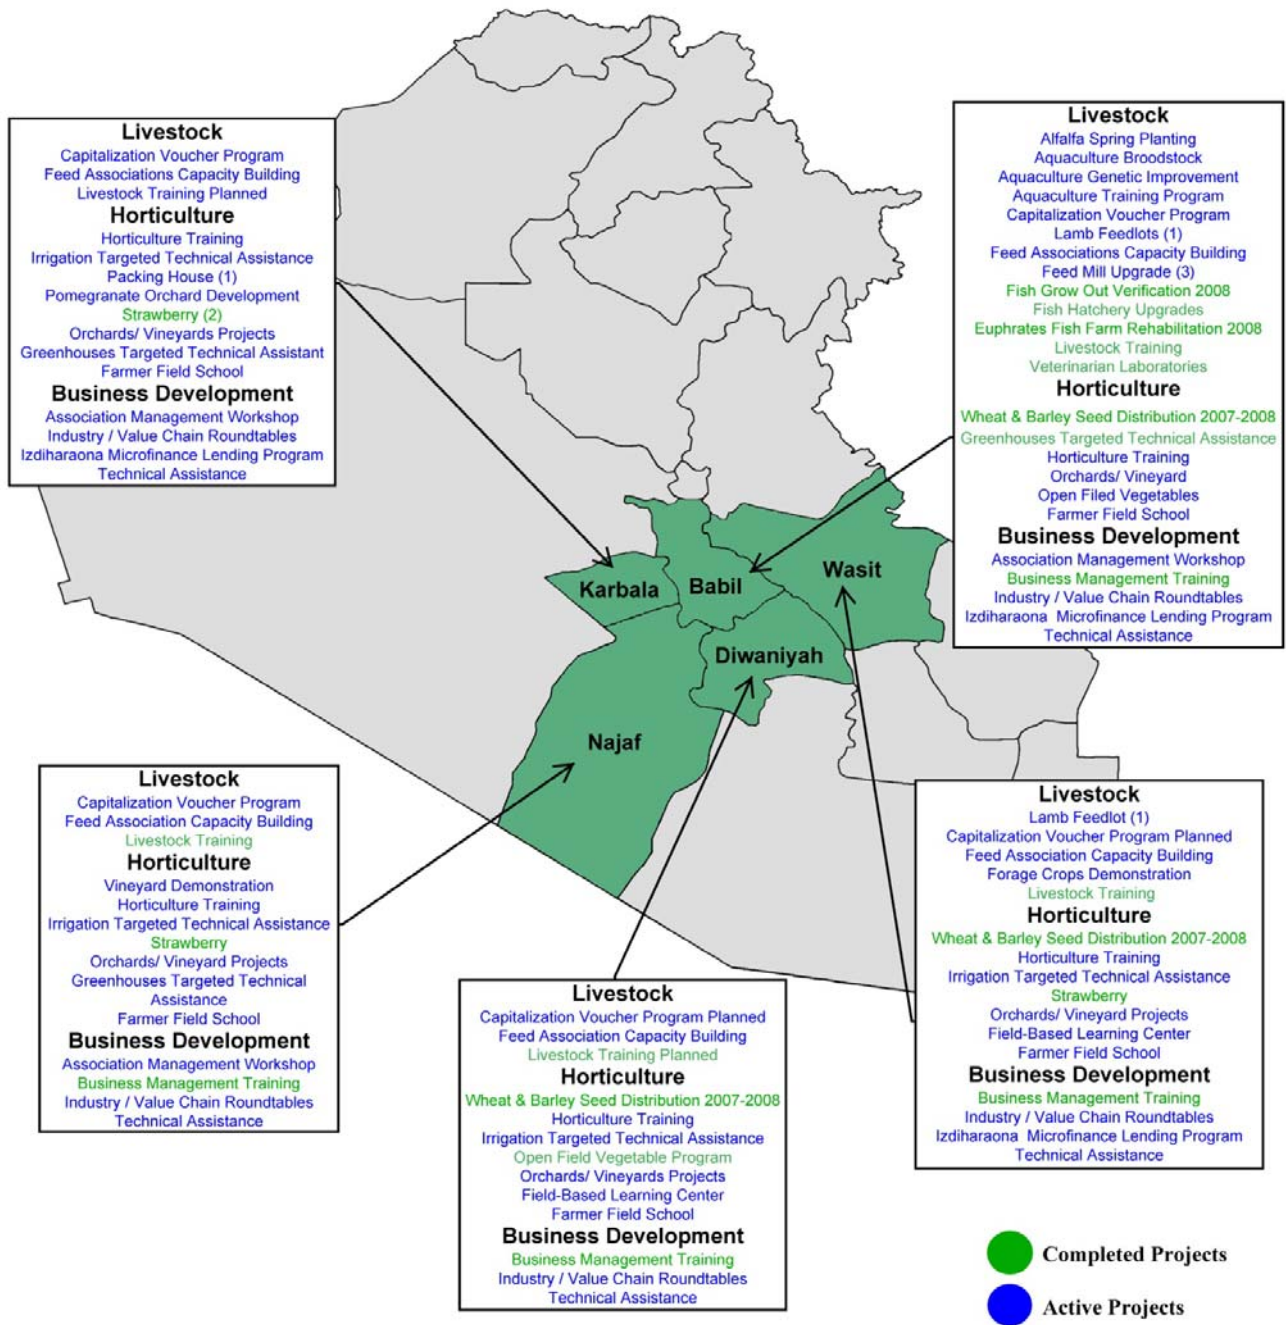 Livestock
Capitalization Voucher Program
Feed Associations Capacity Building
Livestock Training Planned
Horticulture
Horticulture Training
Irrigation Targeted Technical Assistance
Packing House (1)
Pomegranate Orchard Development
Strawberry (2)
Orchards/ Vineyards Projects
Greenhouses Targeted Technical Assistant
Farmer Field School
Business Development
Association Management Workshop
Industry / Value Chain Roundtables
Izdiharaona Microfinance Lending Program
Technical Assistance
Livestock
Alfalfa Spring Planting
Aquaculture Broodstock
Aquaculture Genetic Improvement
Aquaculture Training Program
Capitalization Voucher Program
Lamb Feedlots (1)
Feed Associations Capacity Building
Feed Mill Upgrade (3)
Fish Grow Out Verification 2008
Fish Hatchery Upgrades
Euphrates Fish Farm Rehabilitation 2008
Livestock Training
Veterinarian Laboratories
Horticulture
Wheat & Barley Seed Distribution 2007-2008
Greenhouses Targeted Technical Assistance
Horticulture Training
Orchards/ Vineyard
Open Filed Vegetables
Farmer Field School
Business Development
Association Management Workshop
Business Management Training
Industry / Value Chain Roundtables
Izdiharaona Microfinance Lending Program
Technical Assistance
Karbala
Babil
Wasit
Diwaniyah
Najaf
Livestock
Capitalization Voucher Program
Feed Association Capacity Building
Livestock Training
Horticulture
Vineyard Demonstration
Horticulture Training
Irrigation Targeted Technical Assistance
Strawberry
Orchards/ Vineyard Projects
Greenhouses Targeted Technical
Assistance
Farmer Field School
Business Development
Association Management Workshop
Business Management Training
Industry / Value Chain Roundtables
Technical Assistance
Livestock
Capitalization Voucher Program Planned
Feed Association Capacity Building
Livestock Training Planned
Horticulture
Wheat & Barley Seed Distribution 2007-2008
Horticulture Training
Irrigation Targeted Technical Assistance
Open Field Vegetable Program
Orchards/ Vineyards Projects
Field-Based Learning Center
Farmer Field School
Business Development
Business Management Training
Industry / Value Chain Roundtables
Technical Assistance
Livestock
Lamb Feedlot (1)
Capitalization Voucher Program Planned
Feed Association Capacity Building
Forage Crops Demonstration
Livestock Training
Horticulture
Wheat & Barley Seed Distribution 2007-2008
Horticulture Training
Irrigation Targeted Technical Assistance
Strawberry
Orchards/ Vineyard Projects
Field-Based Learning Center
Farmer Field School
Business Development
Business Management Training
Industry / Value Chain Roundtables
Izdiharaona Microfinance Lending Program
Technical Assistance
Completed Projects
Active Projects